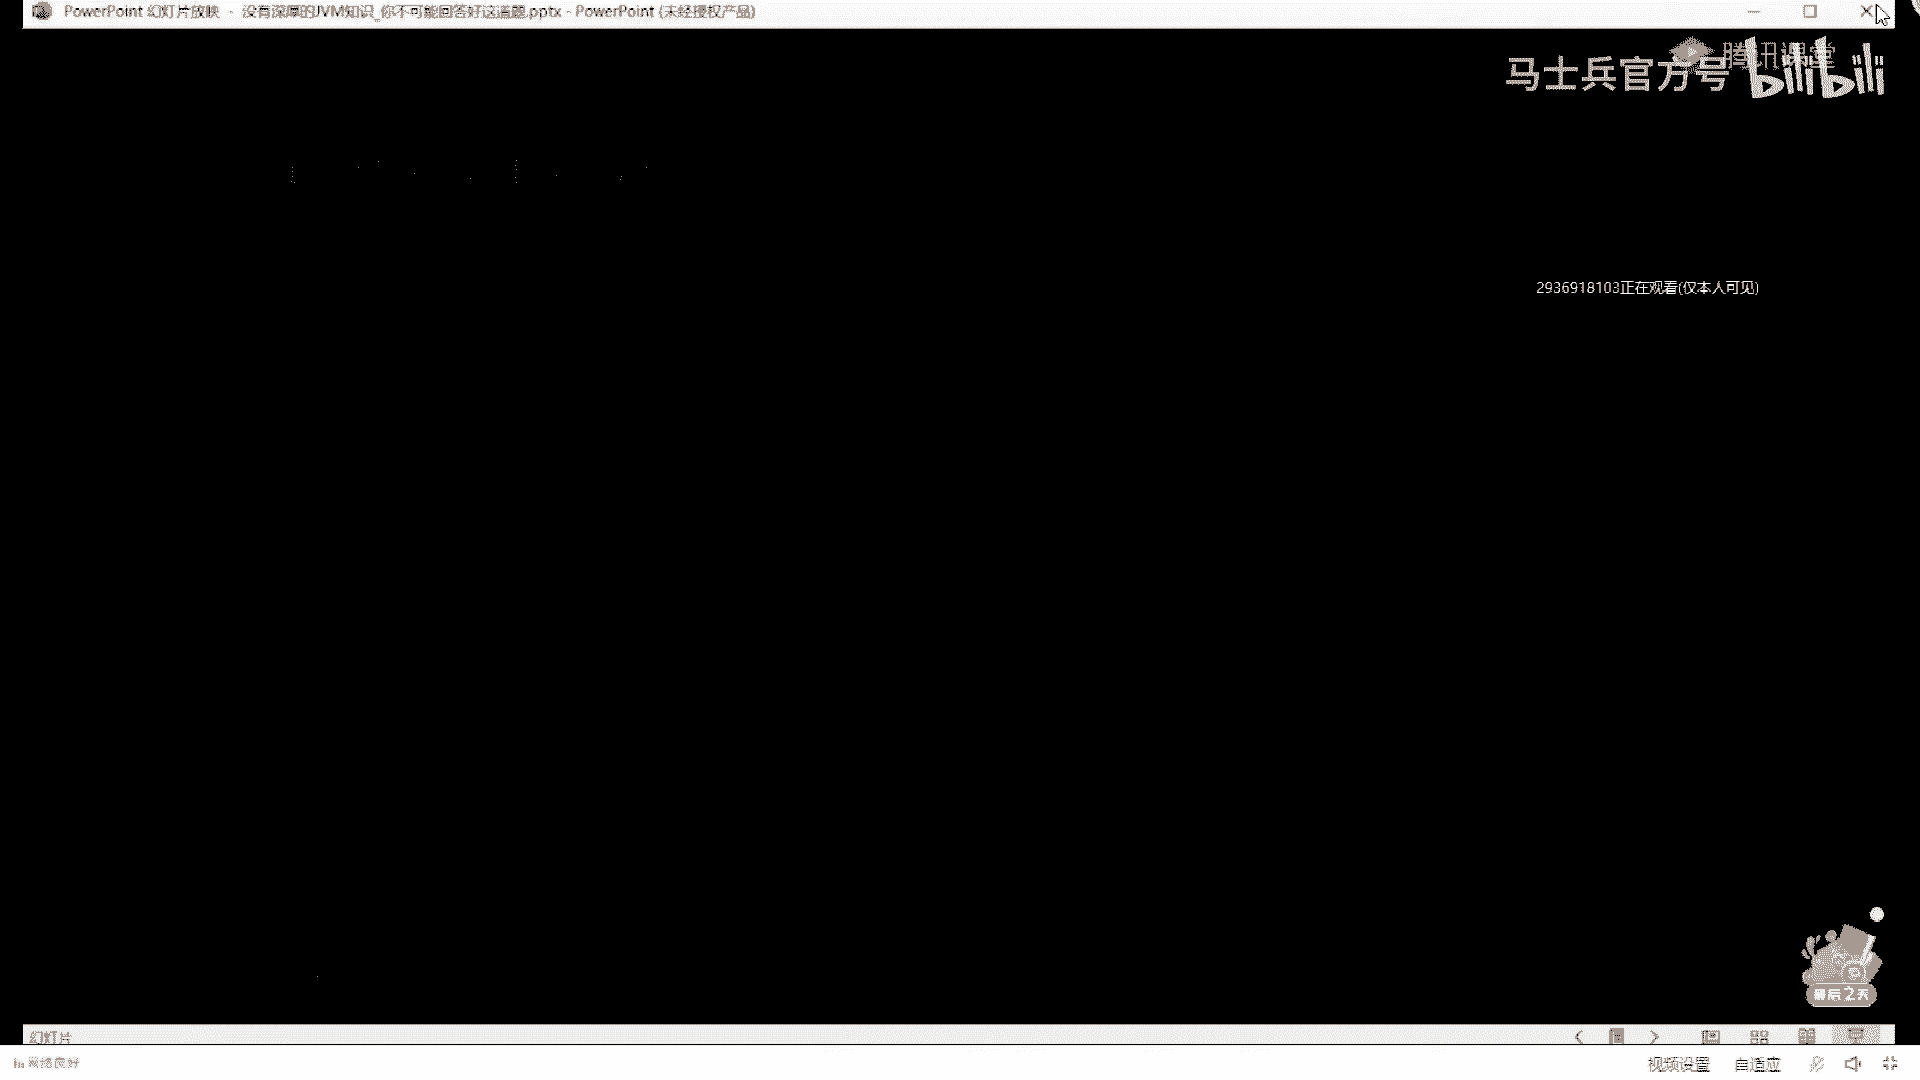 PowerPoint 幻灯片放映 - 没有深厚的JVM知识_你不可能回答好这道题.pptx - PowerPoint (未经授权产品)
腾讯课堂
马士兵官方号 bilibili
2936918103正在观看(仅本人可见)
最后2天
幻灯片
网络良好
视频设置 自适应